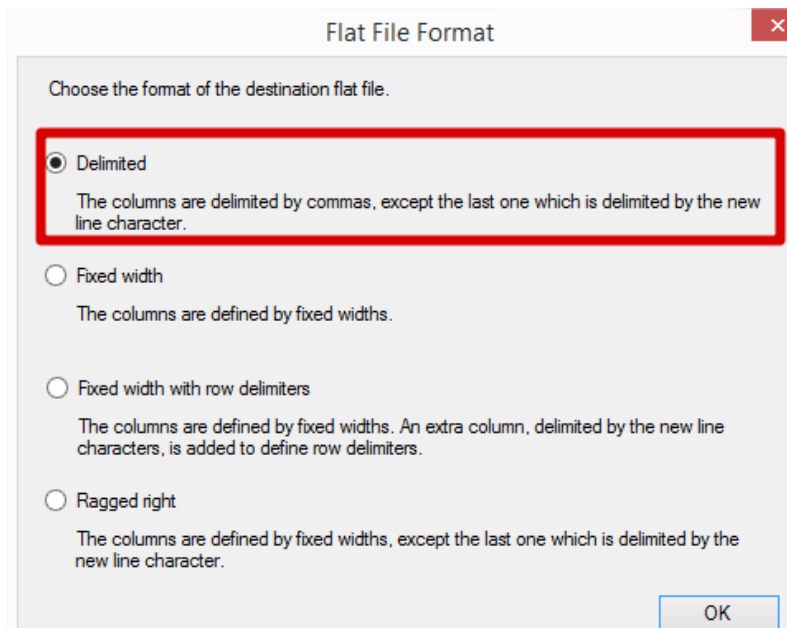 Flat File Format
Choose the format of the destination flat file.
Delimited
The columns are delimited by commas, except the last one which is delimited by the new
line character.
Fixed width
The columns are defined by fixed widths.
Fixed width with row delimiters
The columns are defined by fixed widths. An extra column, delimited by the new line
characters, is added to define row delimiters.
Ragged right
The columns are defined by fixed widths, except the last one which is delimited by the
new line character.
OK